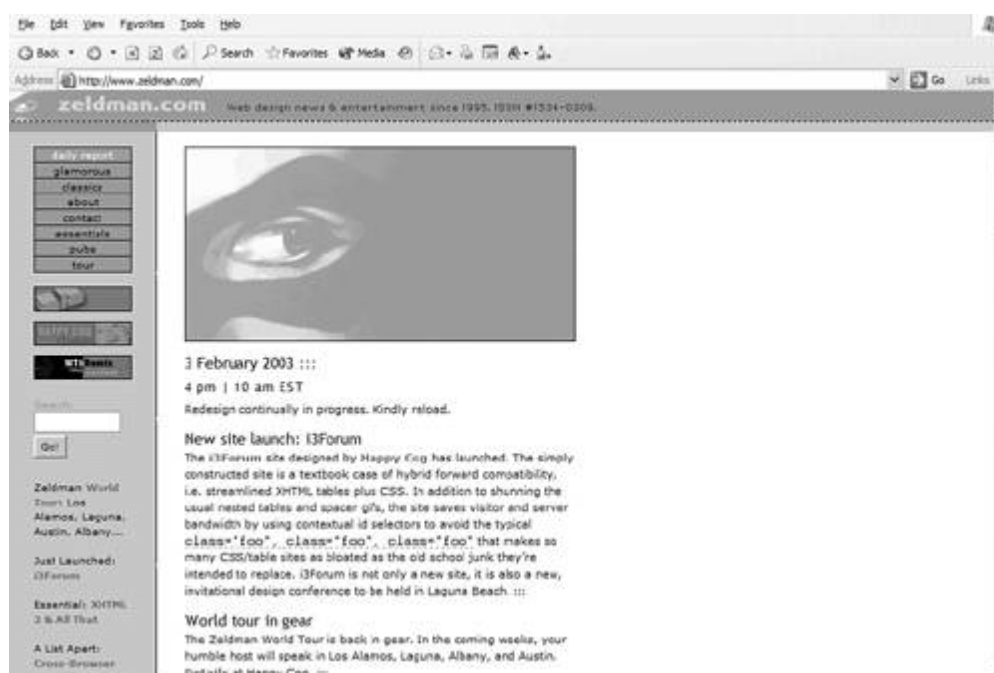 File Edit View Favorites Tools Help
Back Search Favorites Media
Address http://www.zeldman.com/ Go Links
zeldman.com Web design news & entertainment since 1995. ISSN #1534-0309.
daily report
glamorous
classics
about
contact
essentials
pubs
tour
HAPPY COG
Search:
Go!
Zeldman World
Tour: Los
Alamos, Laguna,
Austin, Albany...
Just Launched:
i3Forum
Essential: XHTML
2 & All That
A List Apart:
Cross-Browser
3 February 2003 :::
4 pm | 10 am EST
Redesign continually in progress. Kindly reload.
New site launch: i3Forum
The i3Forum site designed by Happy Cog has launched. The simply
constructed site is a textbook case of hybrid forward compatibility,
i.e. streamlined XHTML tables plus CSS. In addition to shunning the
usual nested tables and spacer gifs, the site saves visitor and server
bandwidth by using contextual id selectors to avoid the typical
class="foo", class="foo", class="foo" that makes so
many CSS/table sites as bloated as the old school junk they're
intended to replace. i3Forum is not only a new site, it is also a new,
invitational design conference to be held in Laguna Beach. :::
World tour in gear
The Zeldman World Tour is back in gear. In the coming weeks, your
humble host will speak in Los Alamos, Laguna, Albany, and Austin.
Details at Happy Cog. :::